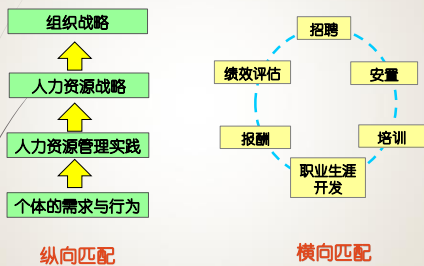 组织战略
人力资源战略
人力资源管理实践
个体的需求与行为
纵向匹配
招聘
安置
培训
职业生涯
开发
报酬
绩效评估
横向匹配